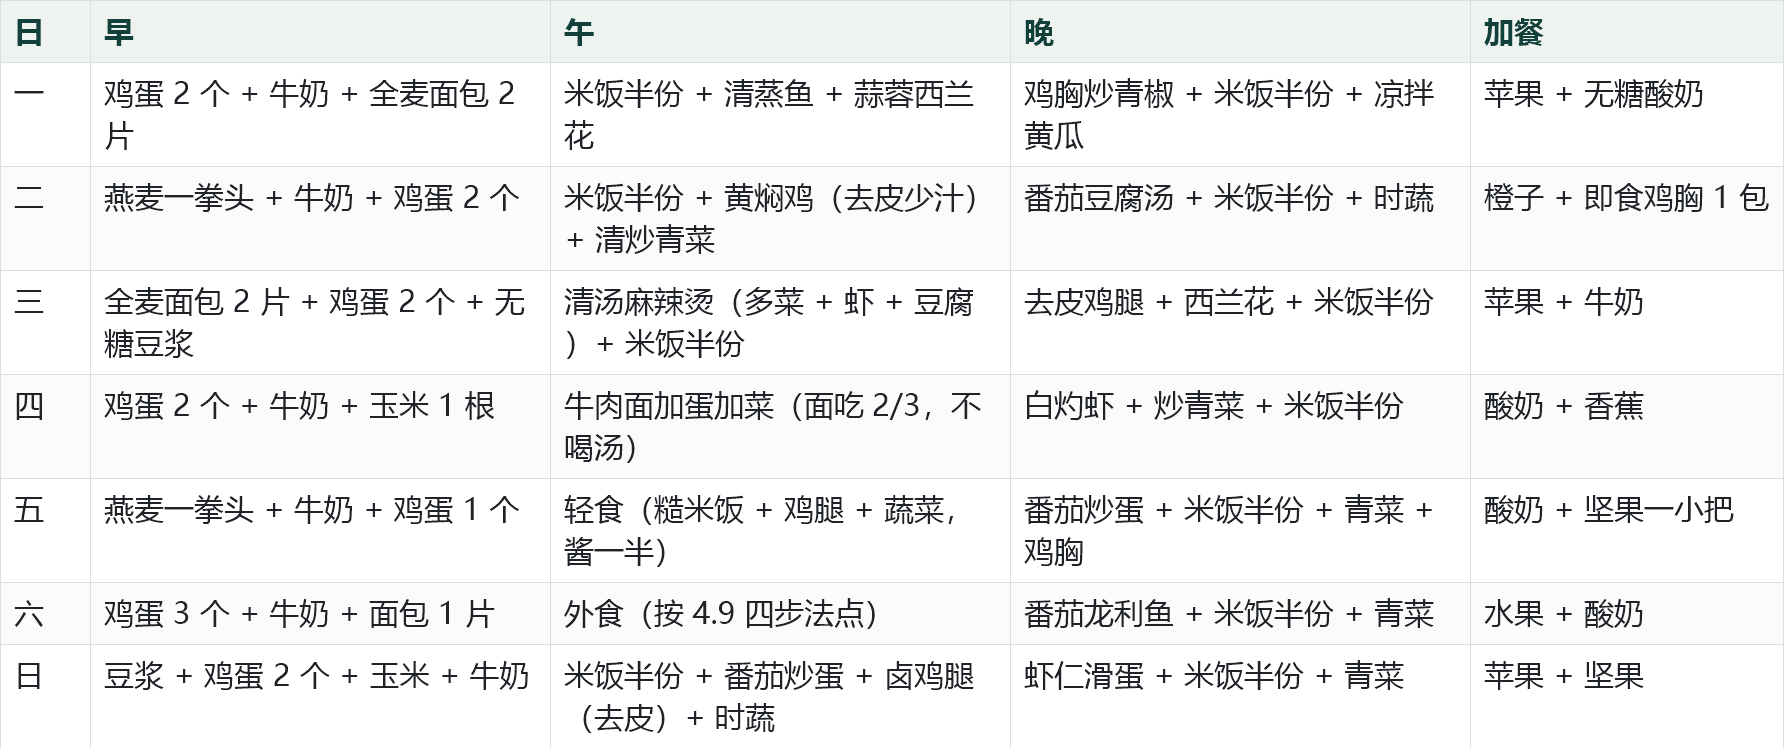 日 早 午 晚 加餐
一 鸡蛋 2 个 + 牛奶 + 全麦面包 2 米饭半份 + 清蒸鱼 + 蒜蓉西兰 鸡胸炒青椒 + 米饭半份 + 凉拌 苹果 + 无糖酸奶
片 花 黄瓜
二 燕麦一拳头 + 牛奶 + 鸡蛋 2 个 米饭半份 + 黄焖鸡（去皮少汁） 番茄豆腐汤 + 米饭半份 + 时蔬 橙子 + 即食鸡胸 1 包
+ 清炒青菜
三 全麦面包 2 片 + 鸡蛋 2 个 + 无 清汤麻辣烫（多菜 + 虾 + 豆腐 去皮鸡腿 + 西兰花 + 米饭半份 苹果 + 牛奶
糖豆浆 ）+ 米饭半份
四 鸡蛋 2 个 + 牛奶 + 玉米 1 根 牛肉面加蛋加菜（面吃 2/3，不 白灼虾 + 炒青菜 + 米饭半份 酸奶 + 香蕉
喝汤）
五 燕麦一拳头 + 牛奶 + 鸡蛋 1 个 轻食（糙米饭 + 鸡腿 + 蔬菜， 番茄炒蛋 + 米饭半份 + 青菜 + 酸奶 + 坚果一小把
酱一半） 鸡胸
六 鸡蛋 3 个 + 牛奶 + 面包 1 片 外食（按 4.9 四步法点） 番茄龙利鱼 + 米饭半份 + 青菜 水果 + 酸奶
日 豆浆 + 鸡蛋 2 个 + 玉米 + 牛奶 米饭半份 + 番茄炒蛋 + 卤鸡腿 虾仁滑蛋 + 米饭半份 + 青菜 苹果 + 坚果
（去皮）+ 时蔬